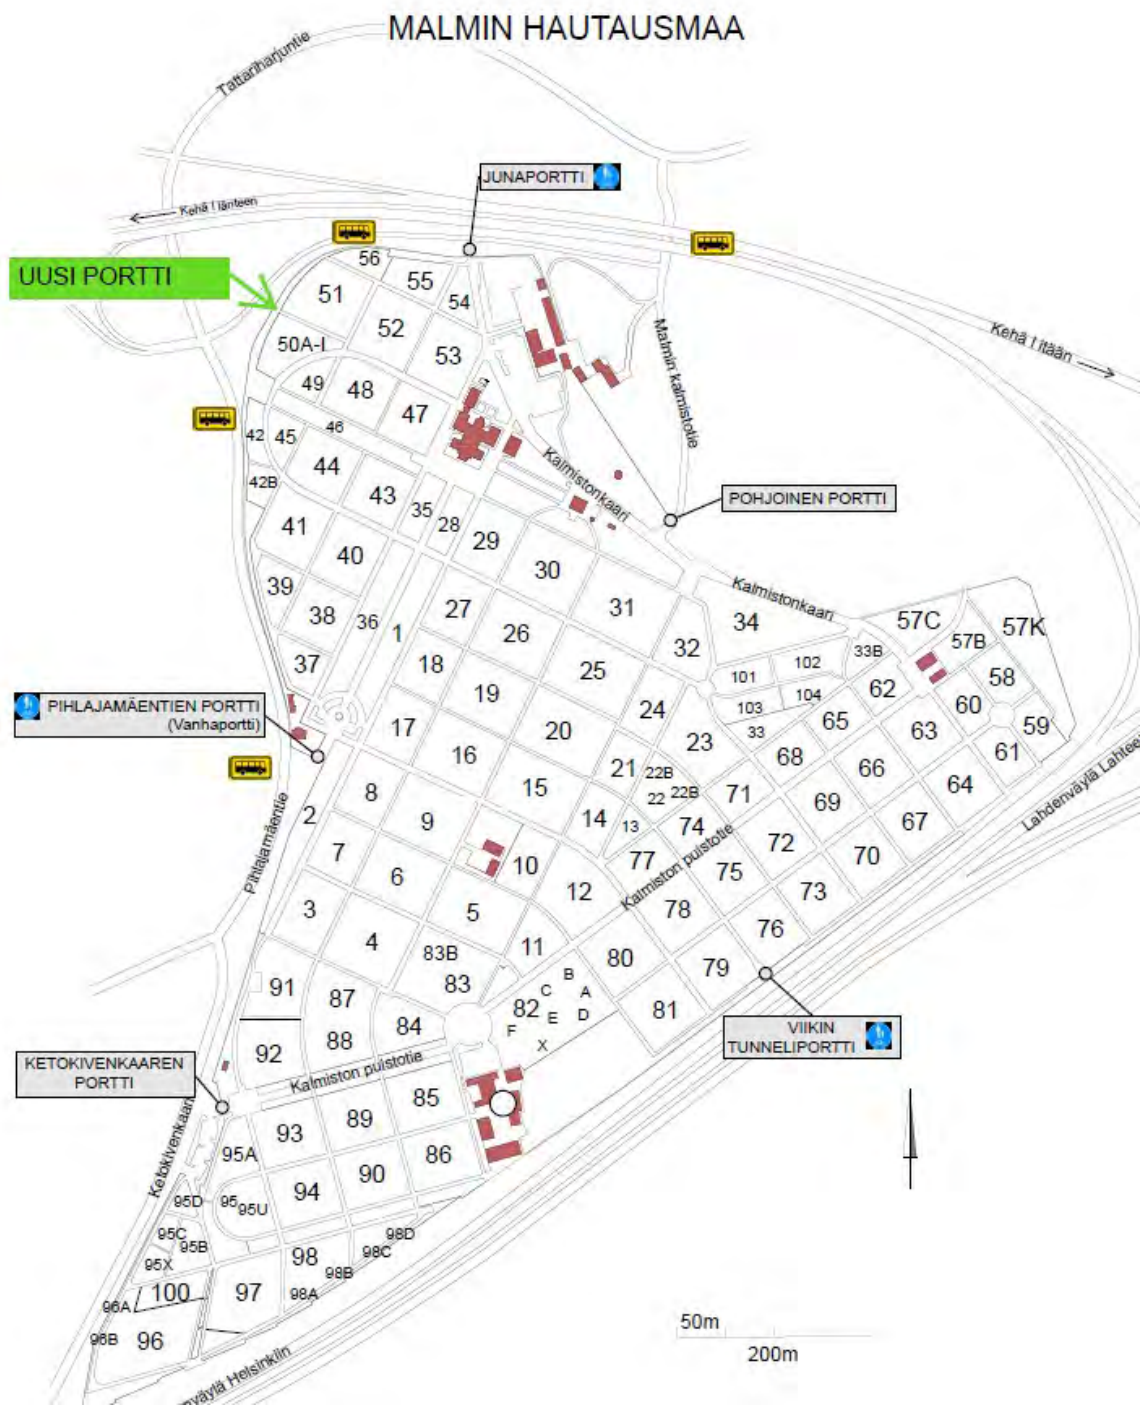 MALMIN HAUTAUSMAA
Tattariharjuntie
JUNAPORTTI
Kehä I länteen
UUSI PORTTI
56
55
51
54
52
50A-I
53
Kehä I itään
Malmin kalmistotie
49
48
47
46
42
45
44
43
42B
35
28
Kalmistonkaari
POHJOINEN PORTTI
41
40
29
30
39
38
36
1
27
26
31
34
Kalmistonkaari
57C
57B
57K
37
18
25
32
33B
102
101
58
PIHLAJAMÄENTIEN PORTTI
(Vanhaportti)
19
24
103
104
62
60
59
17
20
23
33
65
63
61
16
21
22B
68
66
64
Lahdenväylä Lahteen
8
15
22
22B
71
69
67
2
9
14
13
74
72
70
Pihlajamäentie
7
6
10
77
Kalmiston puistotie
75
73
3
5
12
78
76
4
83B
11
80
79
91
87
83
82
B
C
A
E
D
F
X
81
92
88
84
VIIKIN
TUNNELIPORTTI
KETOKIVENKAAREN
PORTTI
Kalmiston puistotie
85
89
93
86
90
94
95A
Ketokivenkaari
95D
95
95U
95C
95B
95X
98D
98C
98
98B
98A
100
97
96A
96B
96
50m
200m
nväylä Helsinkiin